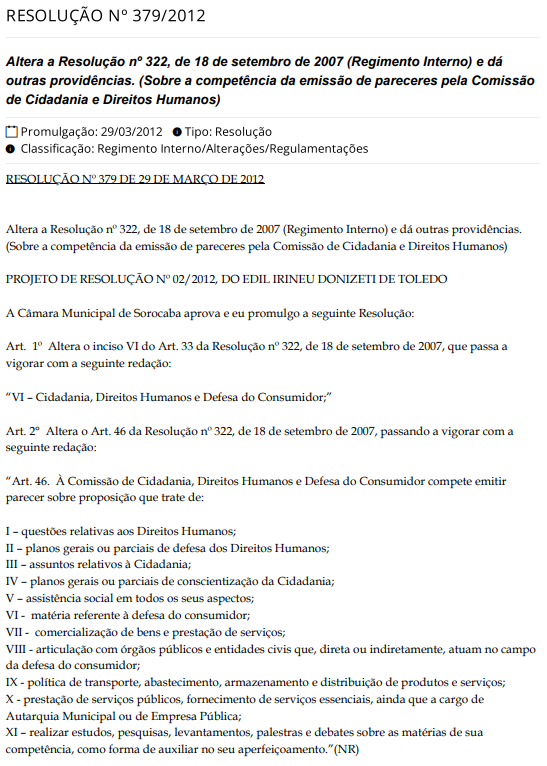 RESOLUÇÃO Nº 379/2012
Altera a Resolução nº 322, de 18 de setembro de 2007 (Regimento Interno) e dá
outras providências. (Sobre a competência da emissão de pareceres pela Comissão
de Cidadania e Direitos Humanos)
Promulgação: 29/03/2012 Tipo: Resolução
Classificação: Regimento Interno/Alterações/Regulamentações
RESOLUÇÃO Nº 379 DE 29 DE MARÇO DE 2012
Altera a Resolução nº 322, de 18 de setembro de 2007 (Regimento Interno) e dá outras providências.
(Sobre a competência da emissão de pareceres pela Comissão de Cidadania e Direitos Humanos)
PROJETO DE RESOLUÇÃO Nº 02/2012, DO EDIL IRINEU DONIZETI DE TOLEDO
A Câmara Municipal de Sorocaba aprova e eu promulgo a seguinte Resolução:
Art. 1º Altera o inciso VI do Art. 33 da Resolução nº 322, de 18 de setembro de 2007, que passa a
vigorar com a seguinte redação:
“VI – Cidadania, Direitos Humanos e Defesa do Consumidor;”
Art. 2º Altera o Art. 46 da Resolução nº 322, de 18 de setembro de 2007, passando a vigorar com a
seguinte redação:
“Art. 46. À Comissão de Cidadania, Direitos Humanos e Defesa do Consumidor compete emitir
parecer sobre proposição que trate de:
I – questões relativas aos Direitos Humanos;
II – planos gerais ou parciais de defesa dos Direitos Humanos;
III – assuntos relativos à Cidadania;
IV – planos gerais ou parciais de conscientização da Cidadania;
V – assistência social em todos os seus aspectos;
VI - matéria referente à defesa do consumidor;
VII - comercialização de bens e prestação de serviços;
VIII - articulação com órgãos públicos e entidades civis que, direta ou indiretamente, atuam no campo
da defesa do consumidor;
IX - política de transporte, abastecimento, armazenamento e distribuição de produtos e serviços;
X - prestação de serviços públicos, fornecimento de serviços essenciais, ainda que a cargo de
Autarquia Municipal ou de Empresa Pública;
XI – realizar estudos, pesquisas, levantamentos, palestras e debates sobre as matérias de sua
competência, como forma de auxiliar no seu aperfeiçoamento.”(NR)